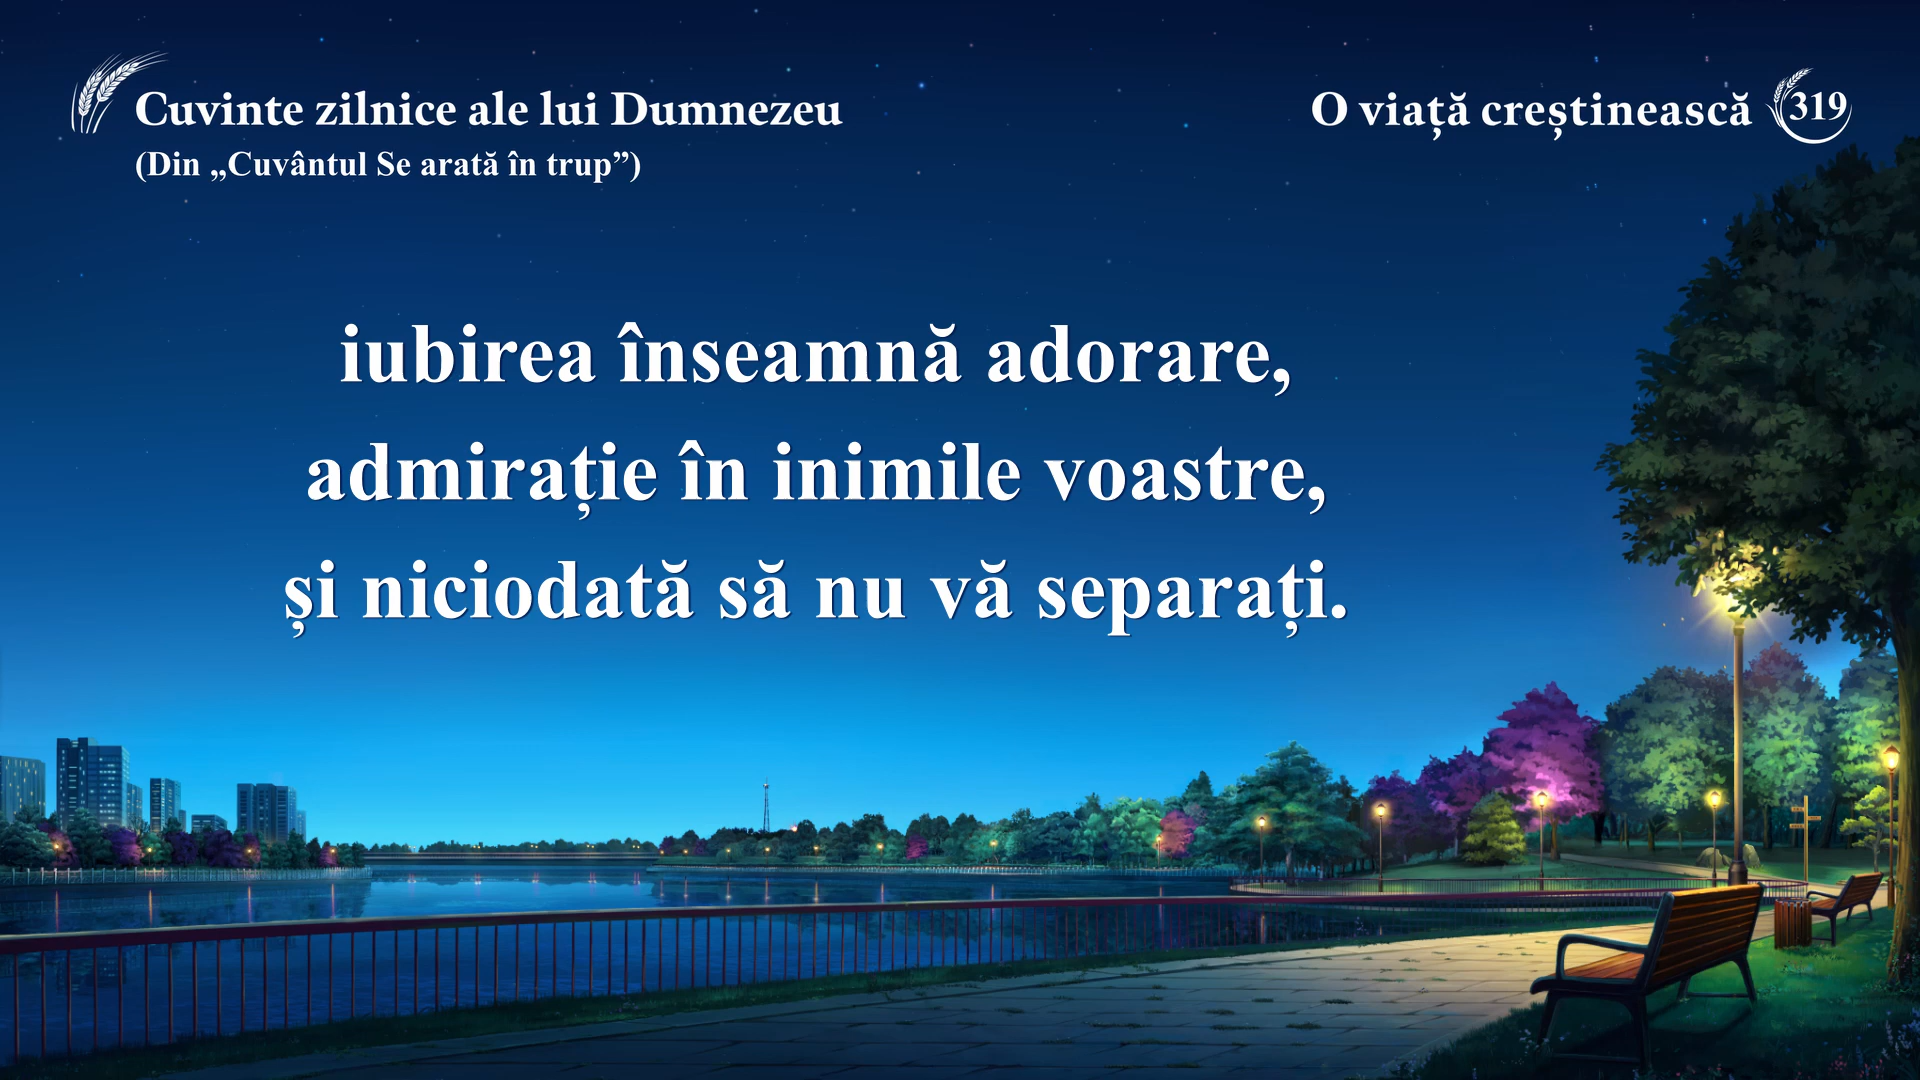 Cuvinte zilnice ale lui Dumnezeu
(Din „Cuvântul Se arată în trup”)
O viață creștinească 319
iubirea înseamnă adorare,
admirație în inimile voastre,
și niciodată să nu vă separați.